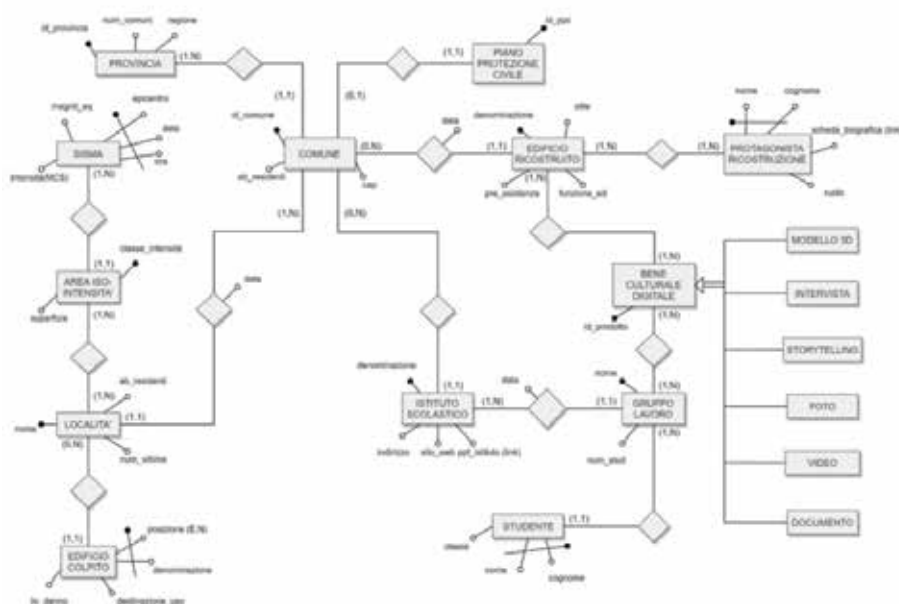 id_provincia
num_comuni
regione
PROVINCIA
(1,N)
(1,1)
(0,1)
(1,1)
PIANO
PROTEZIONE
CIVILE
magnit_eq
epicentro
data
ora
SISMA
intensità(MCS)
(1,N)
id_comune
COMUNE
ab_residenti
cap
(0,N)
data
(1,1)
denominazione
stile
EDIFICIO
RICOSTRUITO
pre_esistenza
funzione_ed
(1,N)
(1,N)
(1,N)
nome
cognome
PROTAGONISTA
RICOSTRUZIONE
scheda_biografica (link)
ruolo
(1,N)
(0,N)
(1,1)
classe_intensità
AREA ISO-
INTENSITA'
superficie
(1,N)
data
(1,N)
BENE
CULTURALE
DIGITALE
id_prodotto
(1,N)
MODELLO 3D
INTERVISTA
STORYTELLING
FOTO
VIDEO
DOCUMENTO
ab_residenti
(1,N)
nome
LOCALITA'
(1,1)
(0,N)
num_vittime
denominazione
(1,1)
ISTITUTO
SCOLASTICO
(1,N)
indirizzo
sito_web
data
(1,1)
nome
(1,N)
GRUPPO
LAVORO
(1,N)
num_stud
STUDENTE
(1,1)
classe
nome
cognome
(1,1)
posizione (E,N)
EDIFICIO
COLPITO
denominazione
destinazione_uso